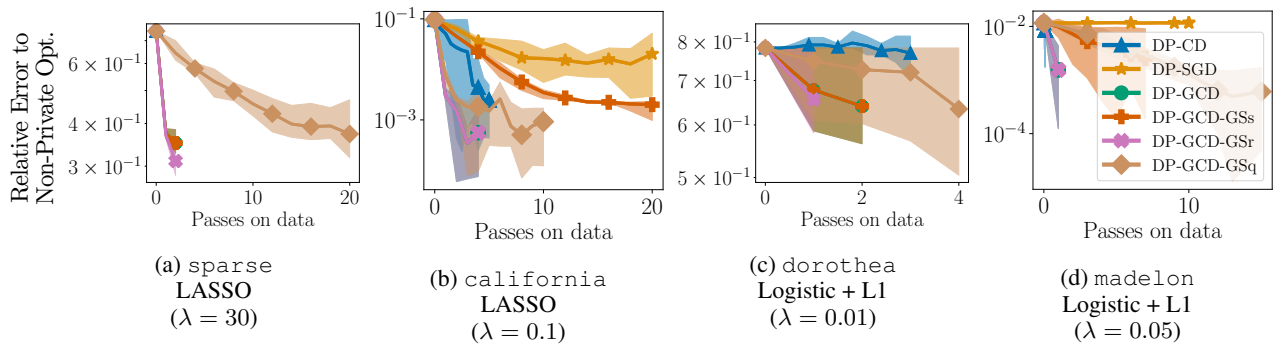 Relative Error to
Non-Private Opt.
6 × 10⁻¹
4 × 10⁻¹
3 × 10⁻¹
0
10
20
Passes on data
(a) sparse
LASSO
(λ = 30)
10⁻¹
10⁻³
0
10
20
Passes on data
(b) california
LASSO
(λ = 0.1)
8 × 10⁻¹
7 × 10⁻¹
6 × 10⁻¹
5 × 10⁻¹
0
2
4
Passes on data
(c) dorothea
Logistic + L1
(λ = 0.01)
10⁻²
10⁻⁴
0
10
Passes on data
DP-CD
DP-SGD
DP-GCD
DP-GCD-GSs
DP-GCD-GSr
DP-GCD-GSq
(d) madelon
Logistic + L1
(λ = 0.05)